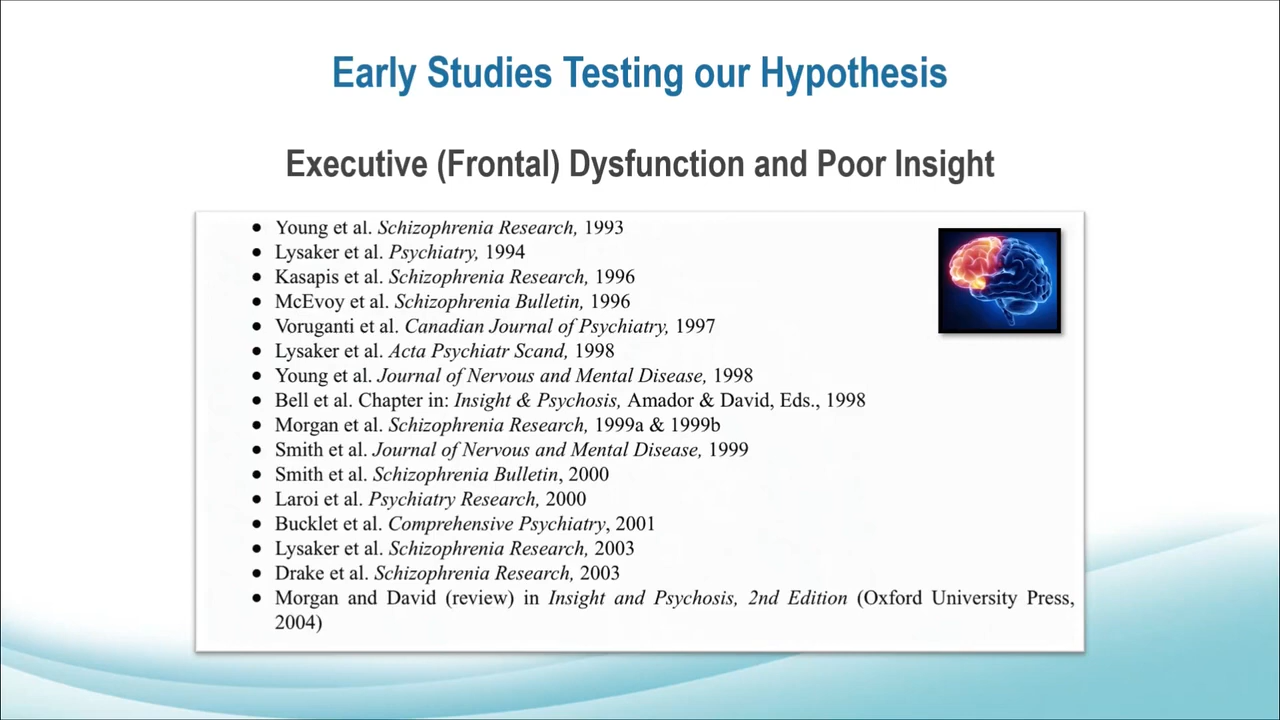 Early Studies Testing our Hypothesis
Executive (Frontal) Dysfunction and Poor Insight
• Young et al. Schizophrenia Research, 1993
• Lysaker et al. Psychiatry, 1994
• Kasapis et al. Schizophrenia Research, 1996
• McEvoy et al. Schizophrenia Bulletin, 1996
• Voruganti et al. Canadian Journal of Psychiatry, 1997
• Lysaker et al. Acta Psychiatr Scand, 1998
• Young et al. Journal of Nervous and Mental Disease, 1998
• Bell et al. Chapter in: Insight & Psychosis, Amador & David, Eds., 1998
• Morgan et al. Schizophrenia Research, 1999a & 1999b
• Smith et al. Journal of Nervous and Mental Disease, 1999
• Smith et al. Schizophrenia Bulletin, 2000
• Laroi et al. Psychiatry Research, 2000
• Bucklet et al. Comprehensive Psychiatry, 2001
• Lysaker et al. Schizophrenia Research, 2003
• Drake et al. Schizophrenia Research, 2003
• Morgan and David (review) in Insight and Psychosis, 2nd Edition (Oxford University Press,
2004)